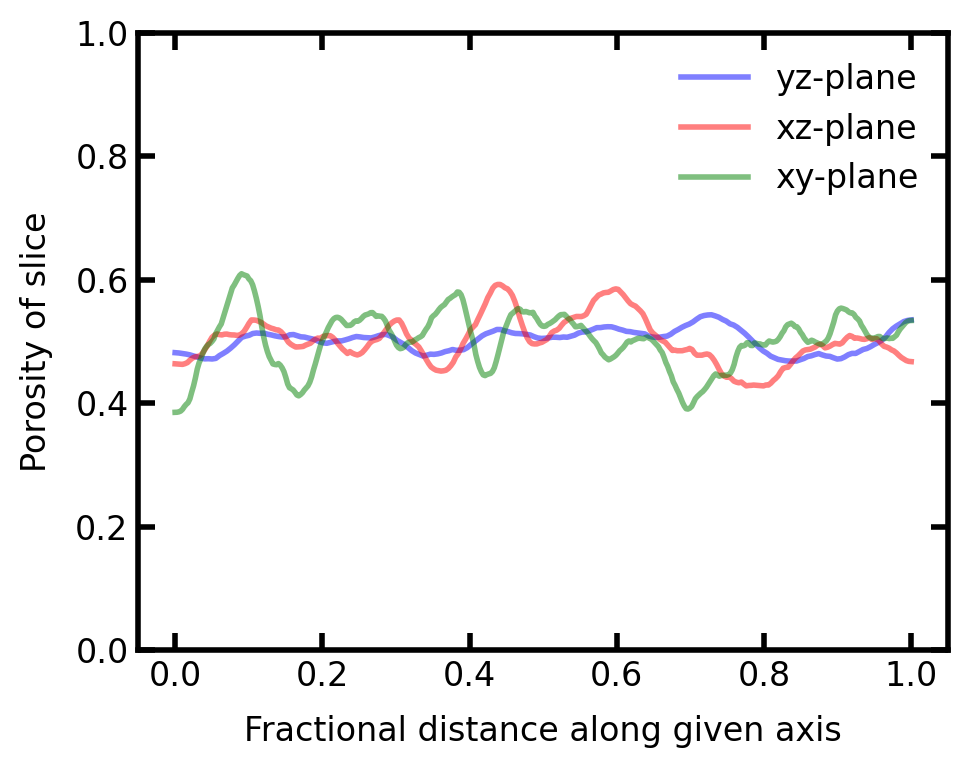 1.0
0.8
0.6
0.4
0.2
0.0
Porosity of slice
yz-plane
xz-plane
xy-plane
0.0 0.2 0.4 0.6 0.8 1.0
Fractional distance along given axis